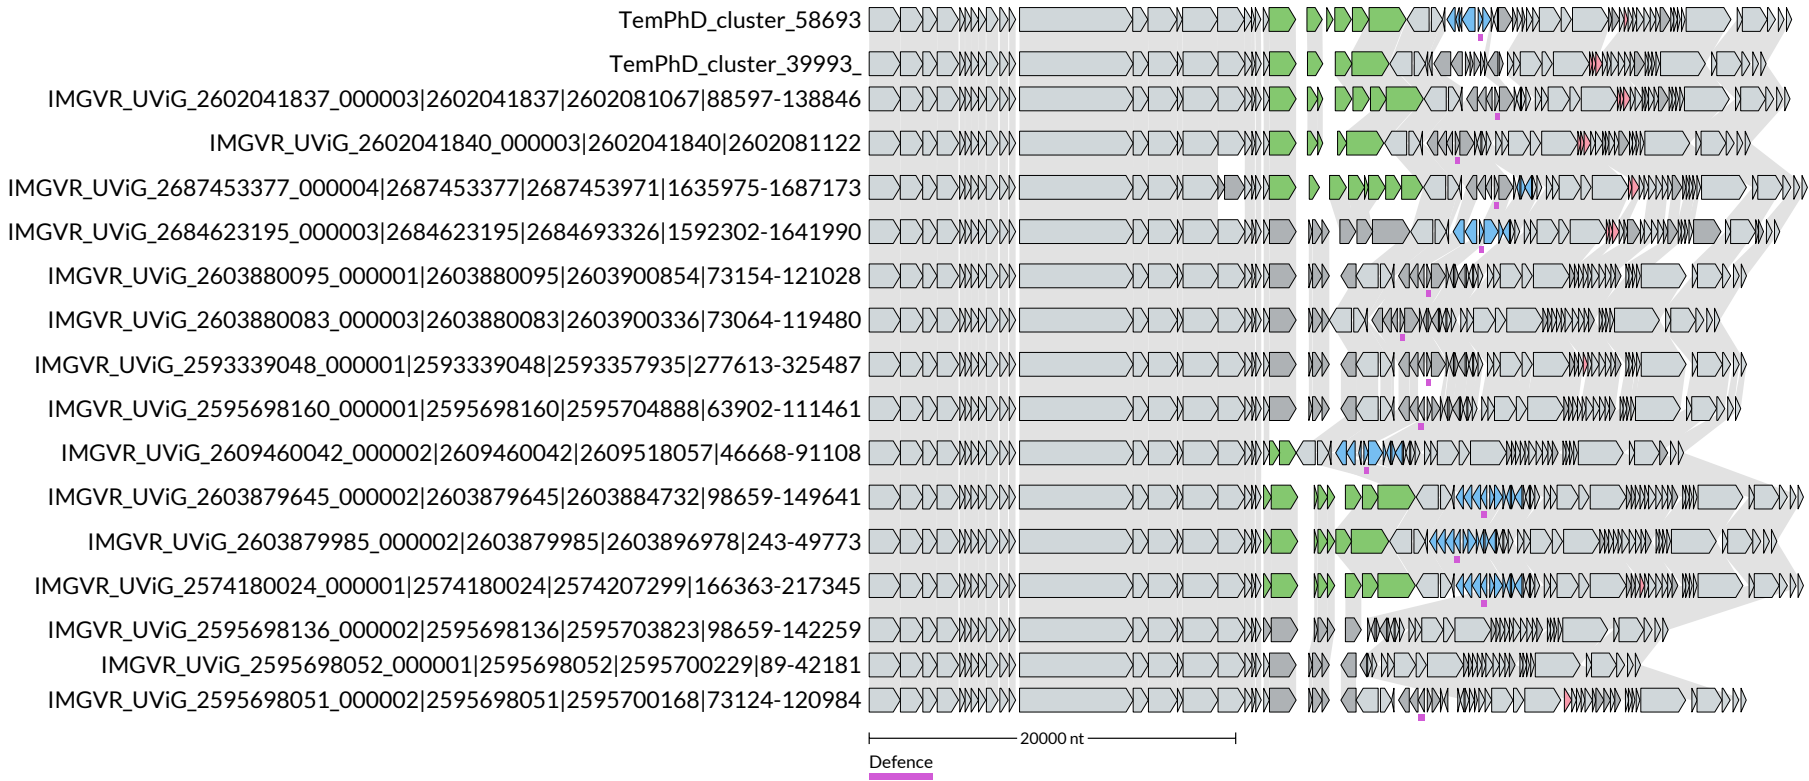 TemPhD_cluster_58693
TemPhD_cluster_39993_
IMGVR_UViG_2602041837_000003|2602041837|2602081067|88597-138846
IMGVR_UViG_2602041840_000003|2602041840|2602081122
IMGVR_UViG_2687453377_000004|2687453377|2687453971|1635975-1687173
IMGVR_UViG_2684623195_000003|2684623195|2684693326|1592302-1641990
IMGVR_UViG_2603880095_000001|2603880095|2603900854|73154-121028
IMGVR_UViG_2603880083_000003|2603880083|2603900336|73064-119480
IMGVR_UViG_2593339048_000001|2593339048|2593357935|277613-325487
IMGVR_UViG_2595698160_000001|2595698160|2595704888|63902-111461
IMGVR_UViG_2609460042_000002|2609460042|2609518057|46668-91108
IMGVR_UViG_2603879645_000002|2603879645|2603884732|98659-149641
IMGVR_UViG_2603879985_000002|2603879985|2603896978|243-49773
IMGVR_UViG_2574180024_000001|2574180024|2574207299|166363-217345
IMGVR_UViG_2595698136_000002|2595698136|2595703823|98659-142259
IMGVR_UViG_2595698052_000001|2595698052|2595700229|89-42181
IMGVR_UViG_2595698051_000002|2595698051|2595700168|73124-120984
20000 nt
Defence